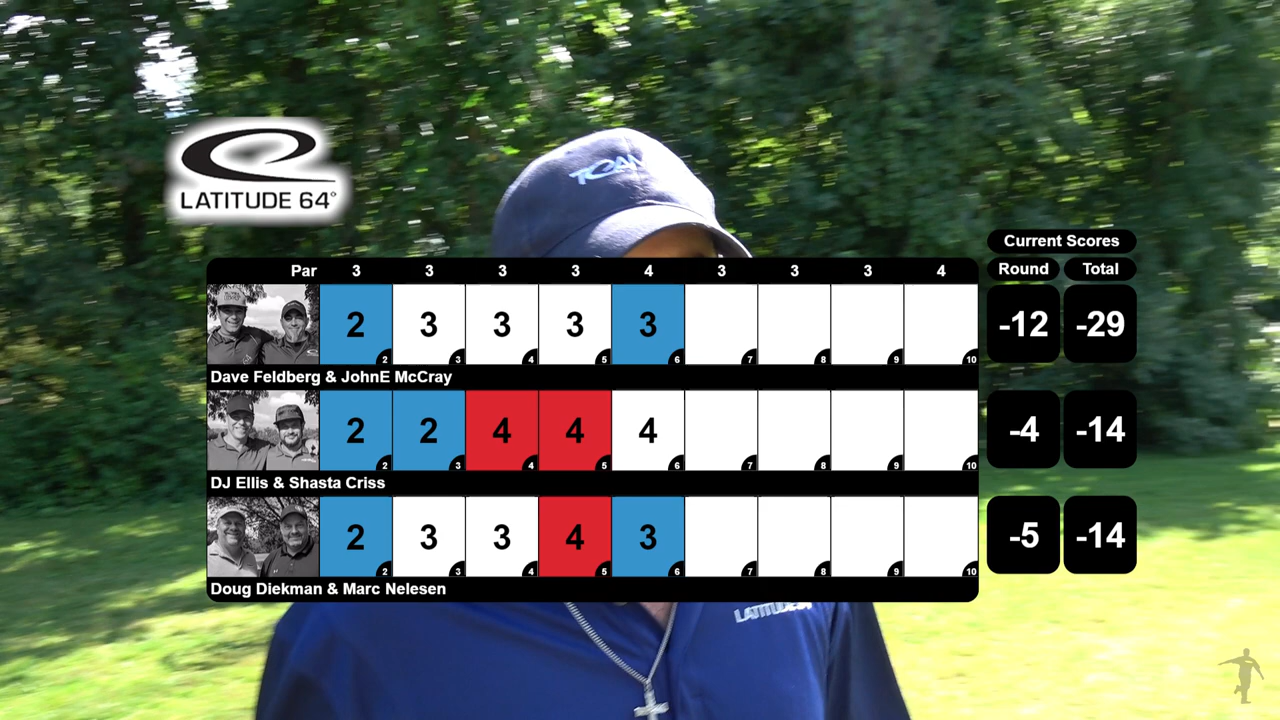 LATITUDE 64°
TEAM
Current Scores
Par 3 3 3 3 4 3 3 3 4
Round Total
2 3 3 3 3
-12 -29
2 3 4 5 6 7 8 9 10
Dave Feldberg & JohnE McCray
2 2 4 4 4
-4 -14
2 3 4 5 6 7 8 9 10
DJ Ellis & Shasta Criss
2 3 3 4 3
-5 -14
2 3 4 5 6 7 8 9 10
Doug Diekman & Marc Nelesen
LATITUDE 64